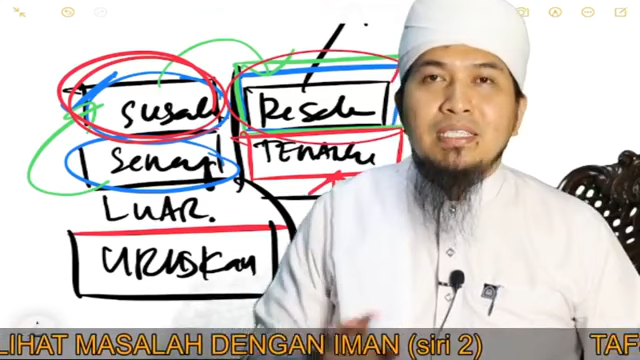 susah
Resah
Senang
TENANG
LUAR.
URUSKan
LIHAT MASALAH DENGAN IMAN (siri 2) TAF